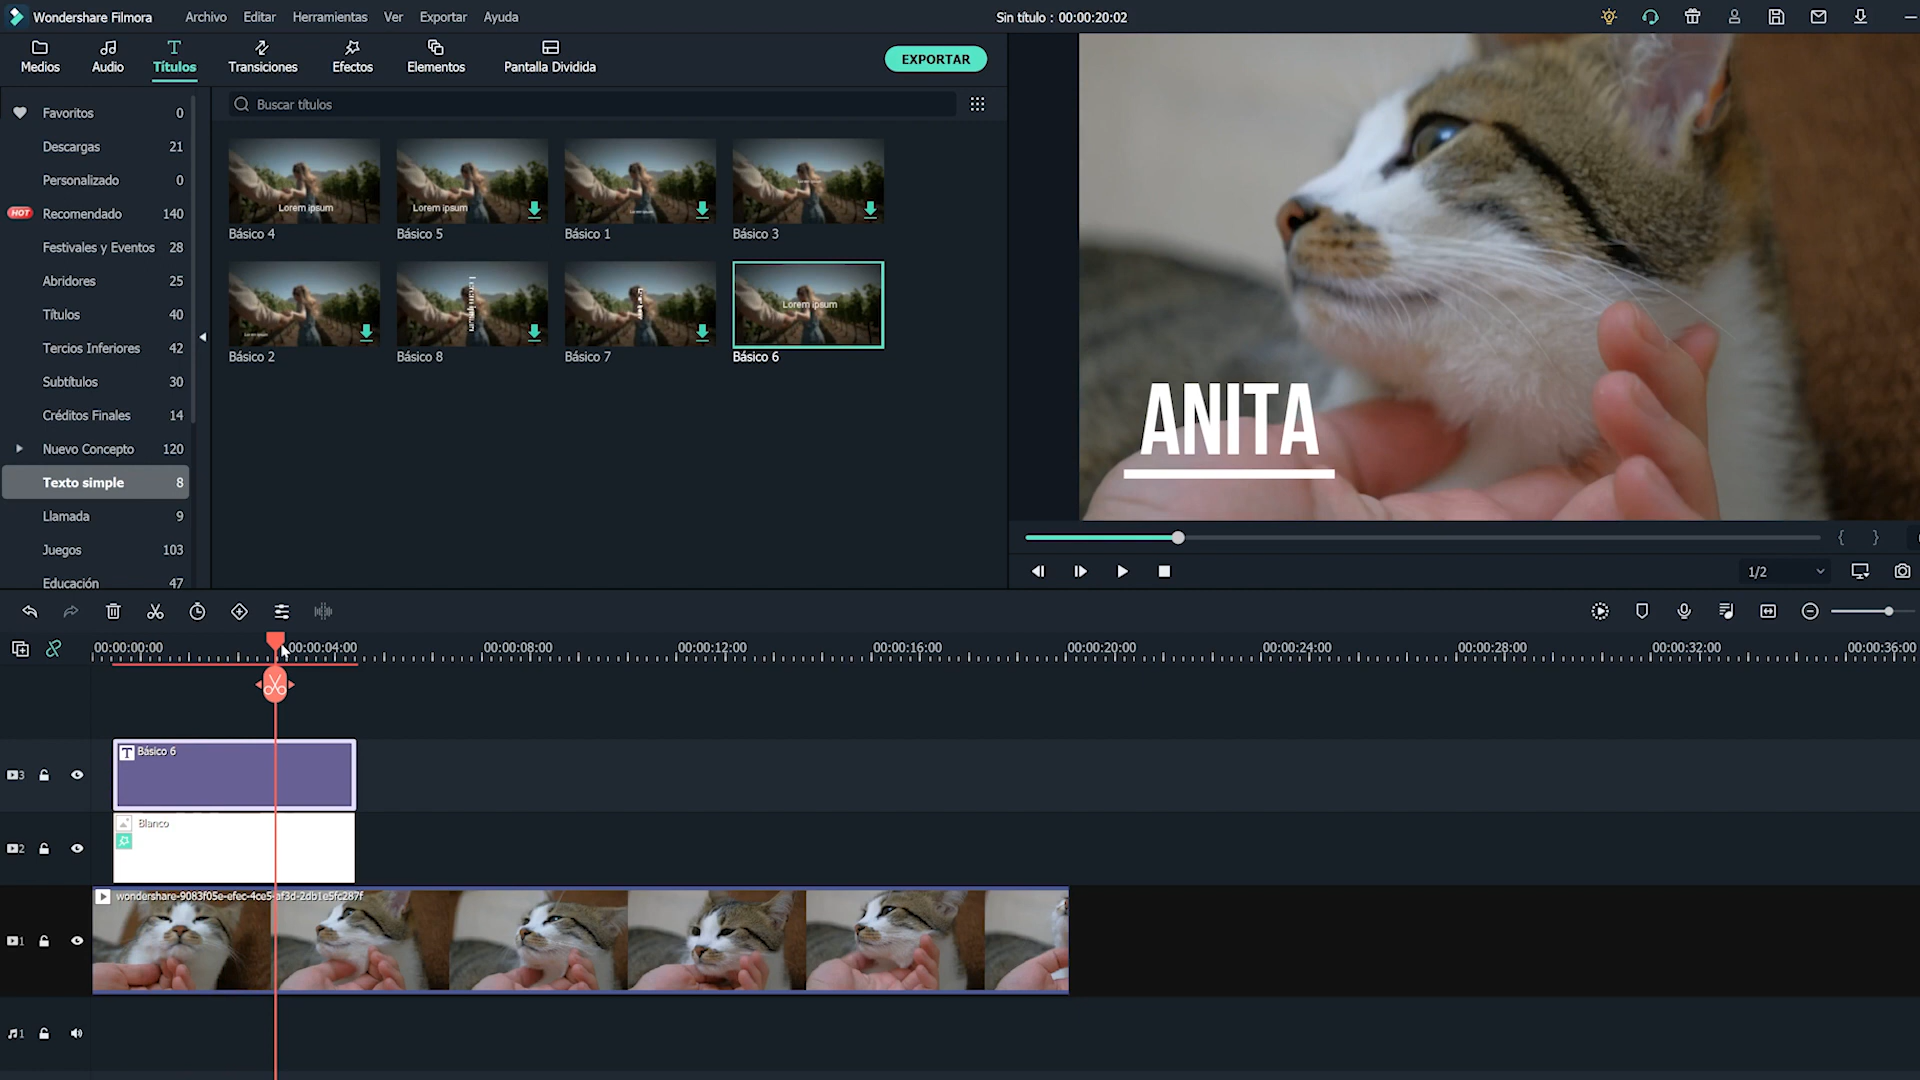 Wondershare Filmora Archivo Editar Herramientas Ver Exportar Ayuda Sin título : 00:00:20:02
Medios Audio Títulos Transiciones Efectos Elementos Pantalla Dividida EXPORTAR
Buscar títulos
Favoritos 0
Descargas 21
Personalizado 0
HOT Recomendado 140
Festivales y Eventos 28
Abridores 25
Títulos 40
Tercios Inferiores 42
Subtítulos 30
Créditos Finales 14
Nuevo Concepto 120
Texto simple 8
Llamada 9
Juegos 103
Educación 47
Lorem ipsum Lorem ipsum
Básico 4 Básico 5 Básico 1 Básico 3
Lorem ipsum
Básico 2 Básico 8 Básico 7 Básico 6
ANITA
{ }
1/2
00:00:00:00 00:00:04:00 00:00:08:00 00:00:12:00 00:00:16:00 00:00:20:00 00:00:24:00 00:00:28:00 00:00:32:00 00:00:36:00
T Básico 6
3
Blanco
2
wondershare-9083f05e-efec-4ce5-af3d-2db1e5fc287f
1
1